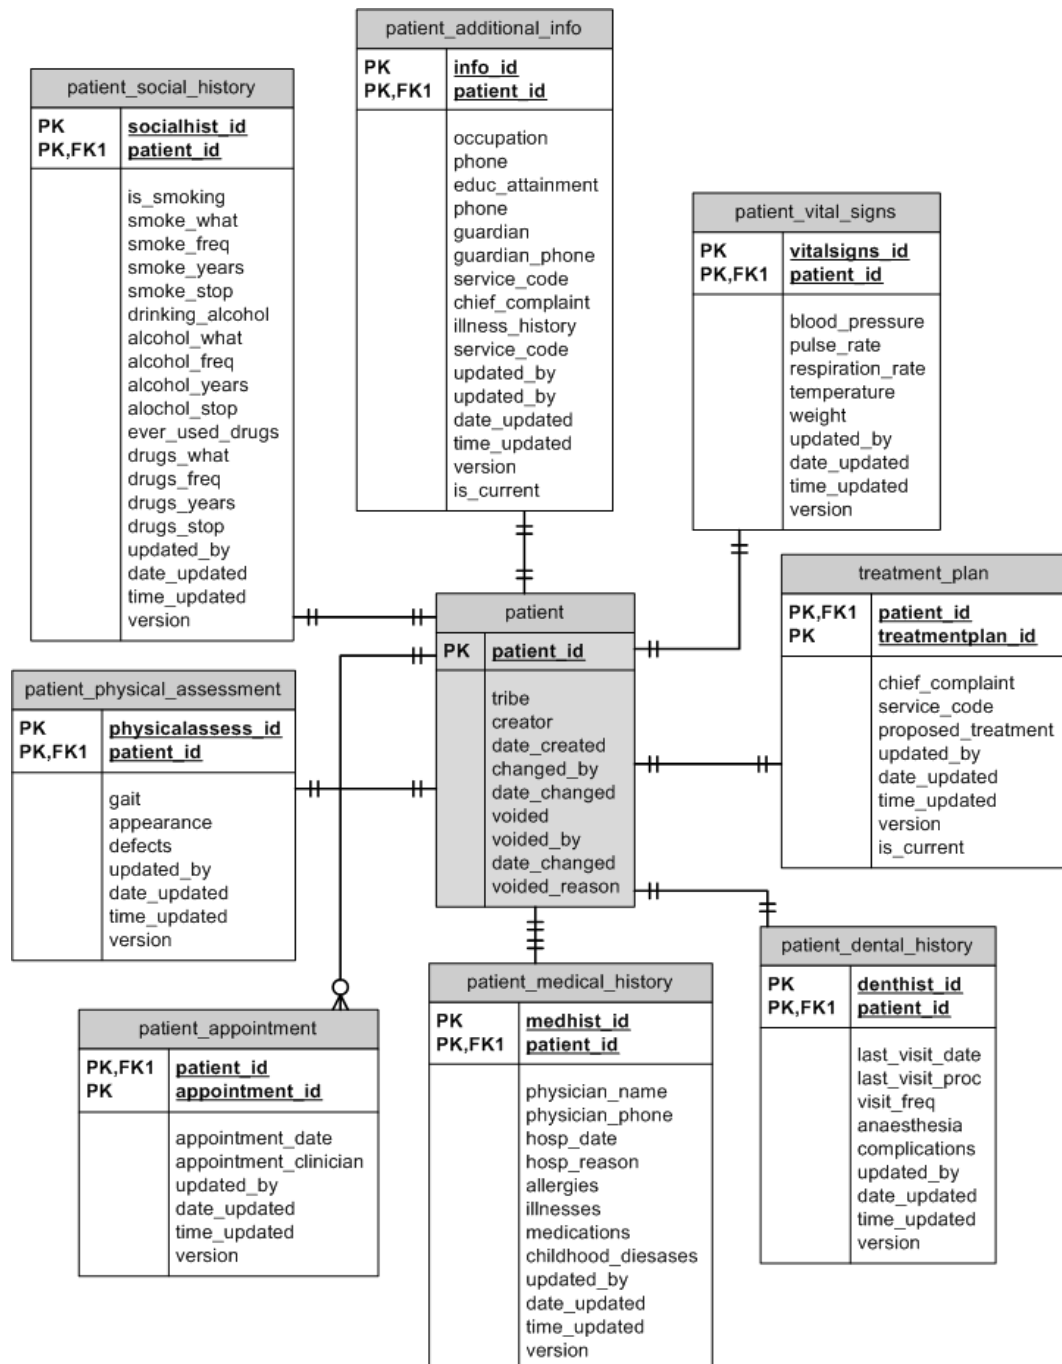 patient_additional_info
PK info_id
PK,FK1 patient_id
occupation
phone
educ_attainment
phone
guardian
guardian_phone
service_code
chief_complaint
illness_history
service_code
updated_by
updated_by
date_updated
time_updated
version
is_current
patient_social_history
PK socialhist_id
PK,FK1 patient_id
is_smoking
smoke_what
smoke_freq
smoke_years
smoke_stop
drinking_alcohol
alcohol_what
alcohol_freq
alcohol_years
alochol_stop
ever_used_drugs
drugs_what
drugs_freq
drugs_years
drugs_stop
updated_by
date_updated
time_updated
version
patient_vital_signs
PK vitalsigns_id
PK,FK1 patient_id
blood_pressure
pulse_rate
respiration_rate
temperature
weight
updated_by
date_updated
time_updated
version
treatment_plan
PK,FK1 patient_id
PK treatmentplan_id
chief_complaint
service_code
proposed_treatment
updated_by
date_updated
time_updated
version
is_current
patient
PK patient_id
tribe
creator
date_created
changed_by
date_changed
voided
voided_by
date_changed
voided_reason
patient_physical_assessment
PK physicalassess_id
PK,FK1 patient_id
gait
appearance
defects
updated_by
date_updated
time_updated
version
patient_dental_history
PK denthist_id
PK,FK1 patient_id
last_visit_date
last_visit_proc
visit_freq
anaesthesia
complications
updated_by
date_updated
time_updated
version
patient_medical_history
PK medhist_id
PK,FK1 patient_id
physician_name
physician_phone
hosp_date
hosp_reason
allergies
illnesses
medications
childhood_diesases
updated_by
date_updated
time_updated
version
patient_appointment
PK,FK1 patient_id
PK appointment_id
appointment_date
appointment_clinician
updated_by
date_updated
time_updated
version